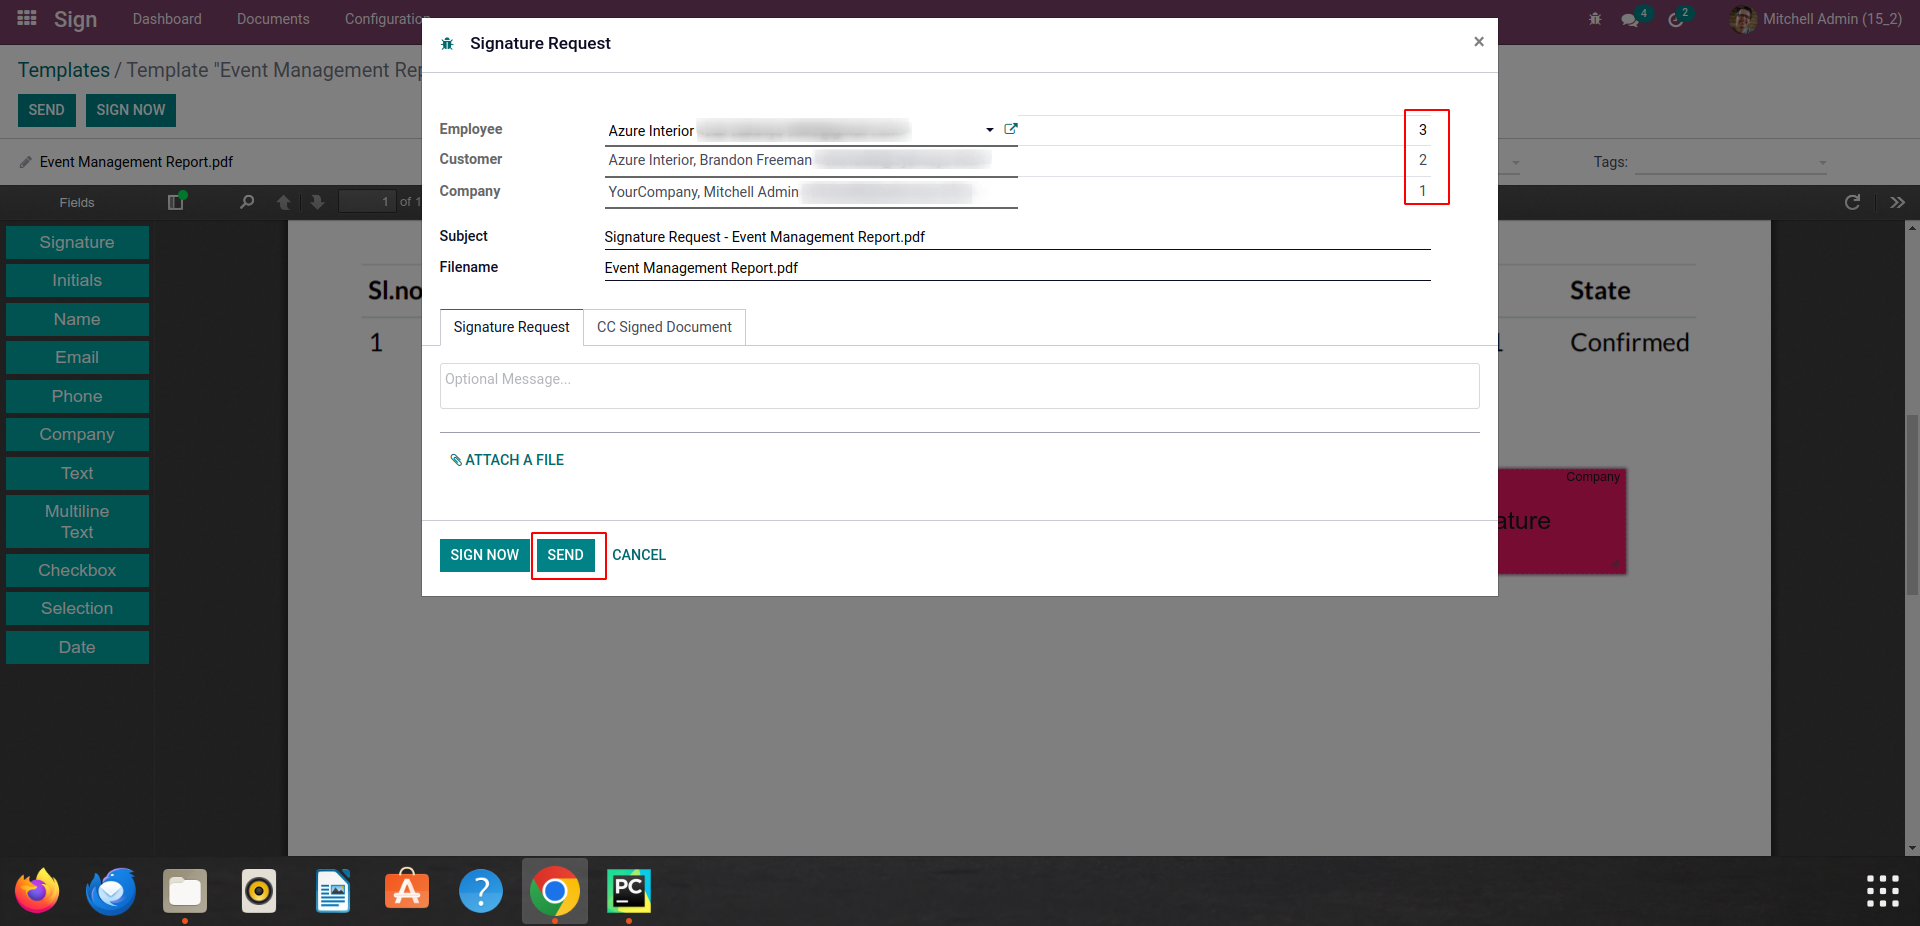 Sign Dashboard Documents Configuration 4 2 Mitchell Admin (15_2)
Templates / Template "Event Management Rep
SEND SIGN NOW
Event Management Report.pdf
Tags:
Fields 1 of 1
Signature
Initials
Name
Email
Phone
Company
Text
Multiline
Text
Checkbox
Selection
Date
Sl.no State
1 Confirmed
Company
ature
Signature Request ×
Employee Azure Interior 3
Customer Azure Interior, Brandon Freeman 2
Company YourCompany, Mitchell Admin 1
Subject Signature Request - Event Management Report.pdf
Filename Event Management Report.pdf
Signature Request CC Signed Document
Optional Message...
ATTACH A FILE
SIGN NOW SEND CANCEL
A ? PC